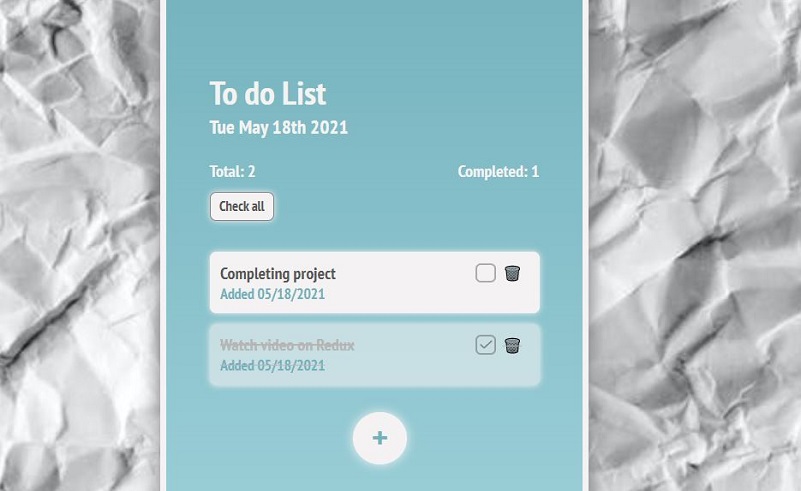 To do List
Tue May 18th 2021
Total: 2 Completed: 1
Check all
Completing project
Added 05/18/2021
Watch video on Redux
Added 05/18/2021
+